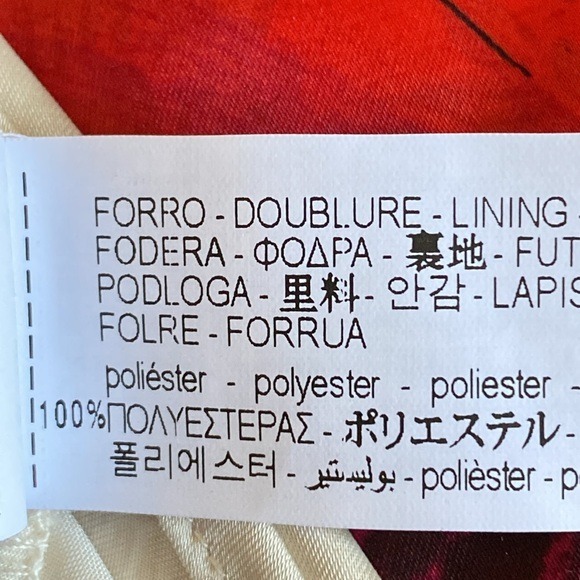 FORRO - DOUBLURE - LINING -
FODERA - ΦΟΔΡΑ - 裏地 - FUT
PODLOGA - 里料 - 안감 - LAPIS
FOLRE - FORRUA
poliéster - polyester - poliester -
100% ΠΟΛΥΕΣΤΕΡΑΣ - ポリエステル -
폴리에스터 - بوليستير - polièster - p